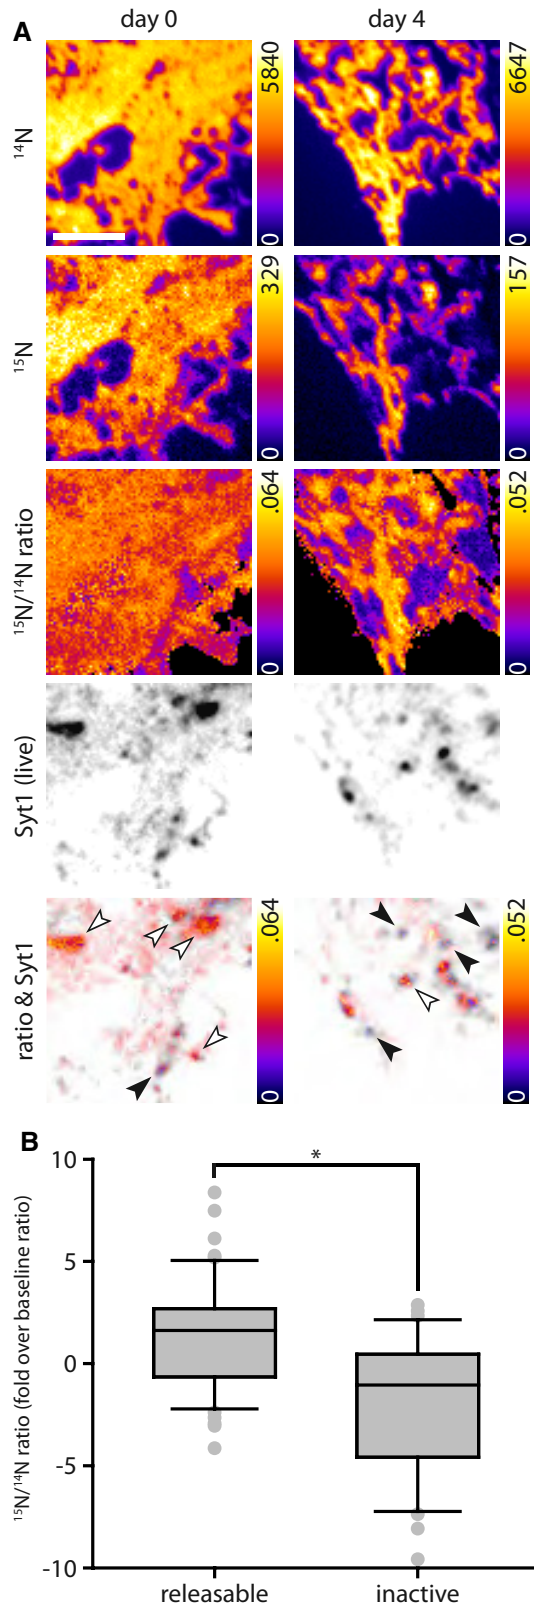 day 0
day 4
A
¹⁴N
5840
0
6647
0
¹⁵N
329
0
157
0
¹⁵N/¹⁴N ratio
.064
0
.052
0
Syt1 (live)
ratio & Syt1
.064
0
.052
0
B
¹⁵N/¹⁴N ratio (fold over baseline ratio)
10
5
0
-5
-10
*
releasable
inactive